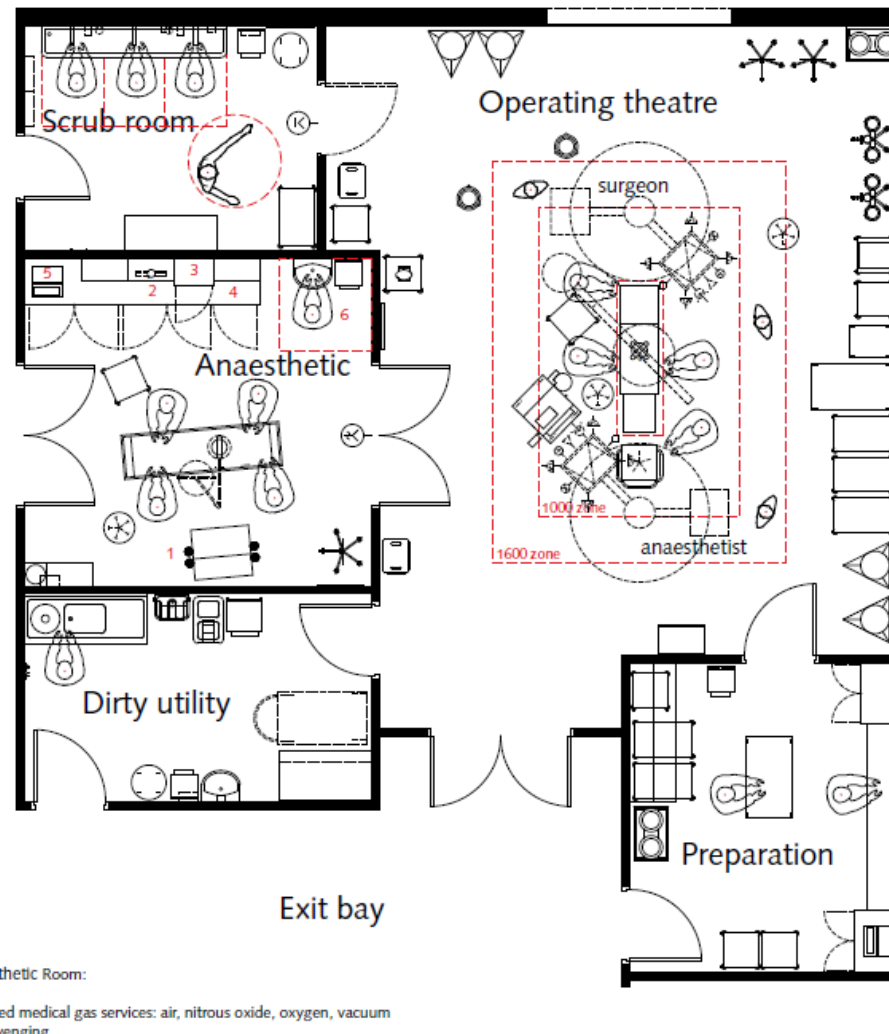 Scrub room
Operating theatre
surgeon
5
3
2
4
6
Anaesthetic
1
1000 zone
1600 zone
anaesthetist
Dirty utility
Preparation
Exit bay
thetic Room:
ed medical gas services: air, nitrous oxide, oxygen, vacuum
venging